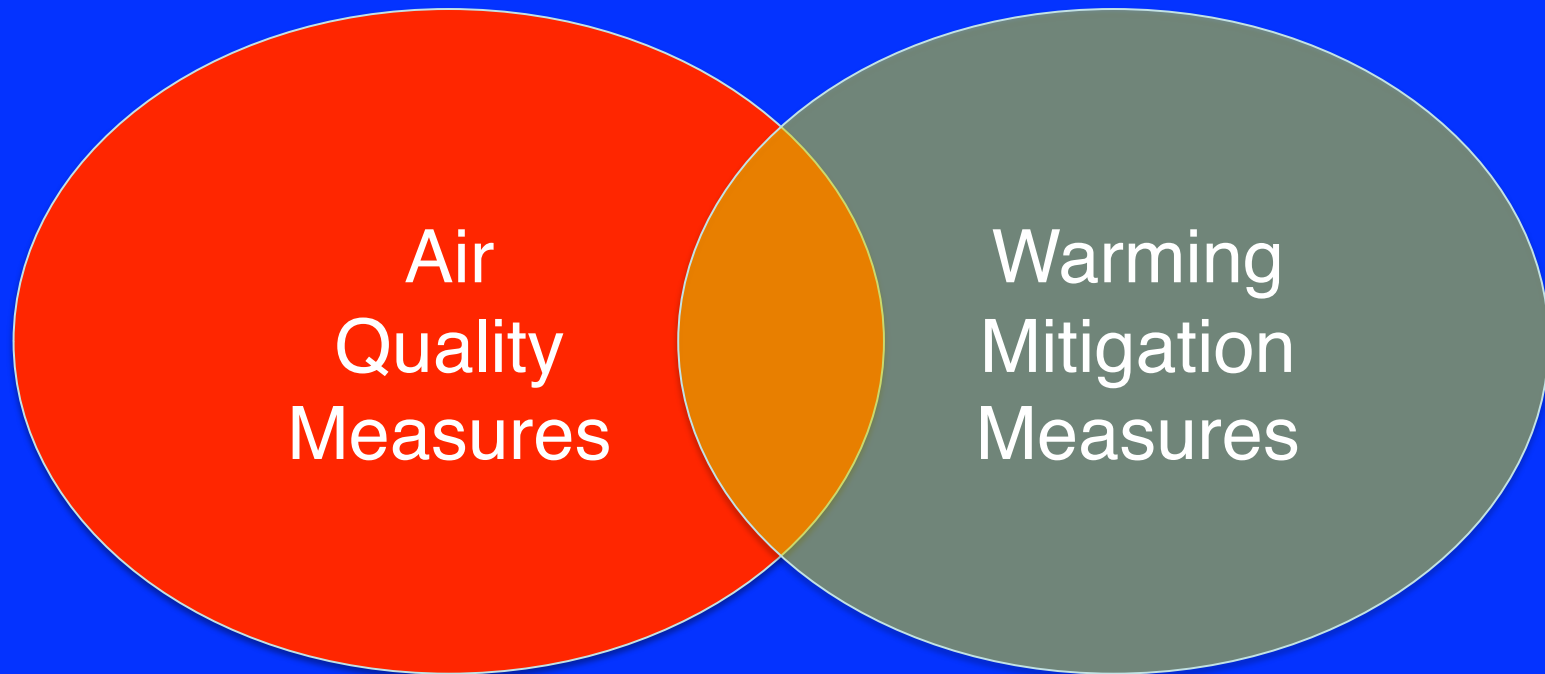 Air
Quality
Measures
Warming
Mitigation
Measures